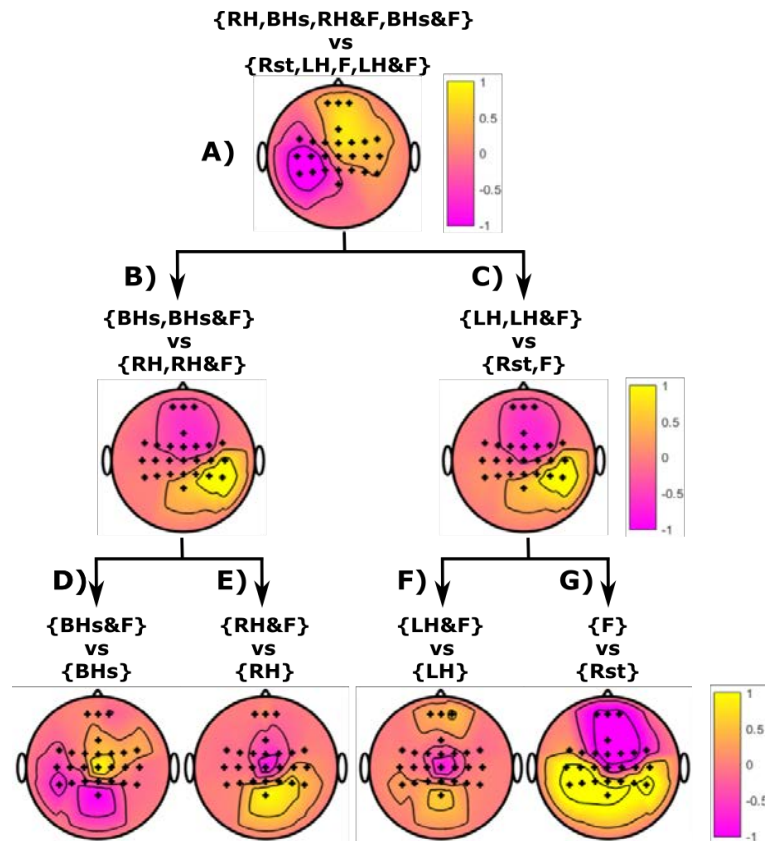 {RH,BHs,RH&F,BHs&F}
vs
{Rst,LH,F,LH&F}
A)
1
0.5
0
-0.5
-1
B)
{BHs,BHs&F}
vs
{RH,RH&F}
C)
{LH,LH&F}
vs
{Rst,F}
1
0.5
0
-0.5
-1
D)
{BHs&F}
vs
{BHs}
E)
{RH&F}
vs
{RH}
F)
{LH&F}
vs
{LH}
G)
{F}
vs
{Rst}
1
0.5
0
-0.5
-1